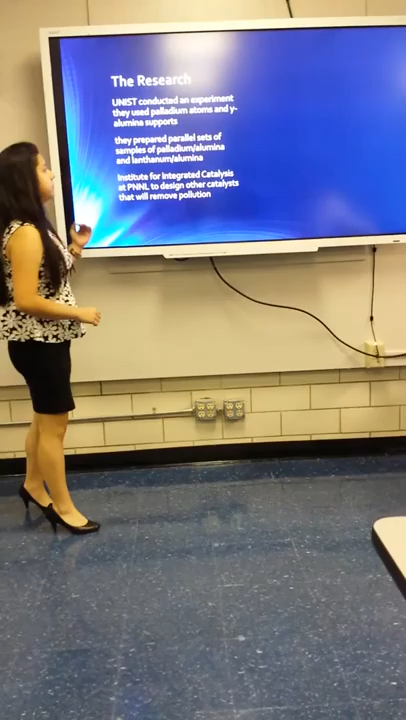 The Research
UNIST conducted an experiment
they used palladium atoms and y-
alumina supports
they prepared parallel sets of
samples of palladium/alumina
and lanthanum/alumina
Institute for Integrated Catalysis
at PNNL to design other catalysts
that will remove pollution